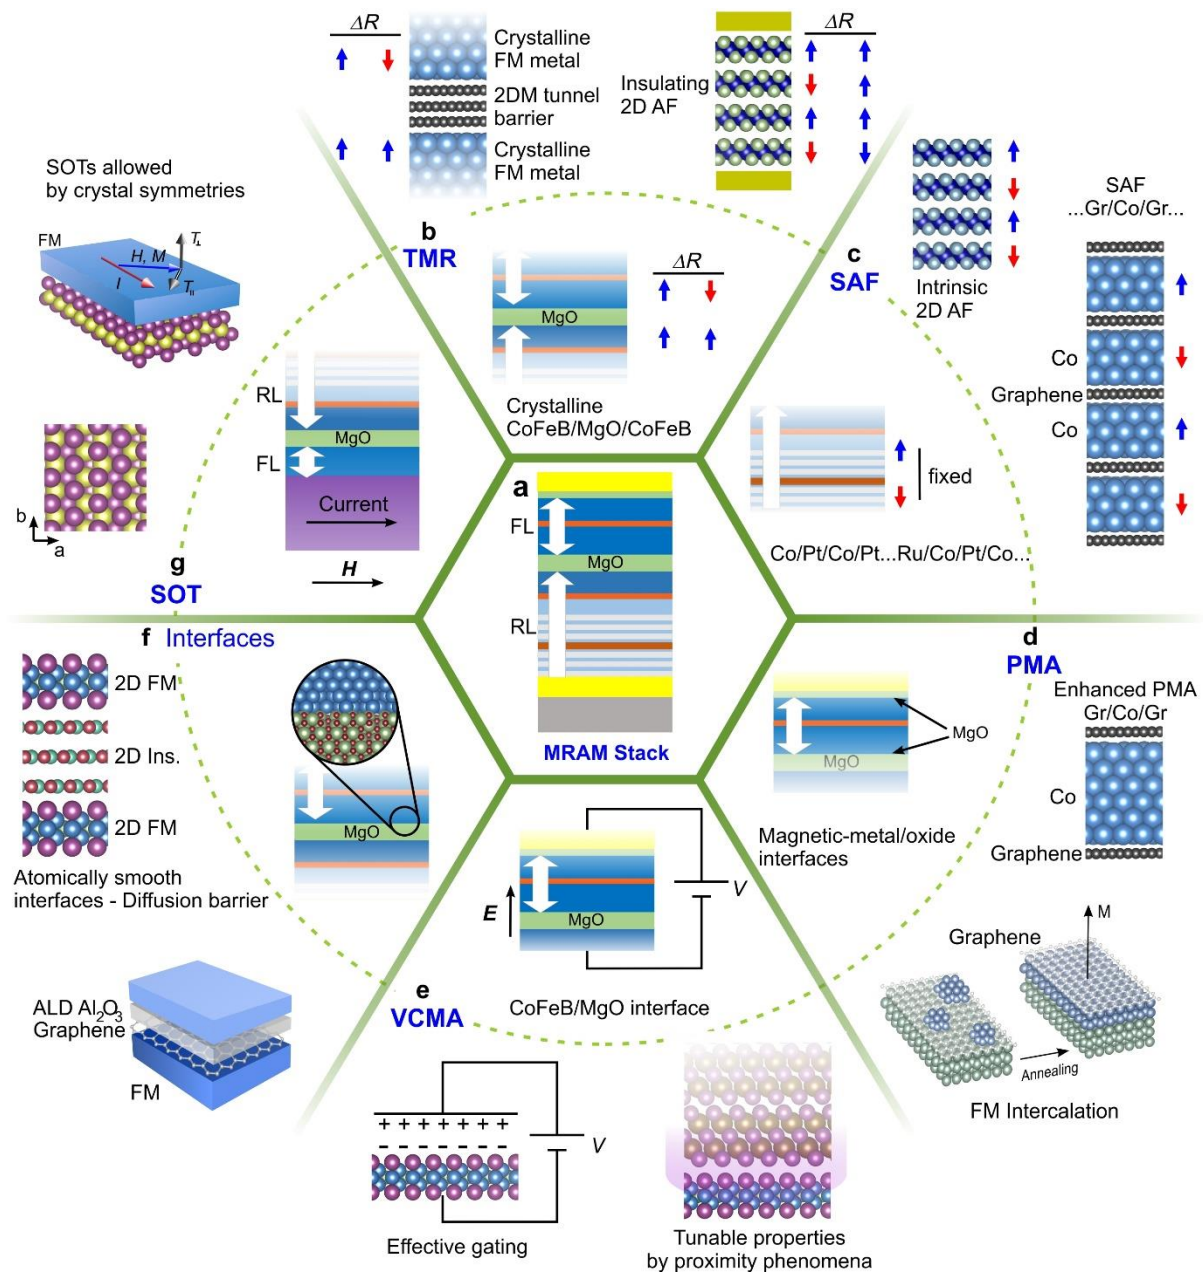 ΔR
Crystalline
FM metal
2DM tunnel
barrier
Crystalline
FM metal
Insulating
2D AF
ΔR
b
TMR
ΔR
MgO
Crystalline
CoFeB/MgO/CoFeB
SAF
...Gr/Co/Gr...
c
SAF
Intrinsic
2D AF
Co
Graphene
Co
fixed
Co/Pt/Co/Pt...Ru/Co/Pt/Co...
SOTs allowed
by crystal symmetries
FM
H, M
I
T⊥
T||
RL
MgO
FL
Current
H
b
a
g
SOT
a
FL
MgO
RL
MRAM Stack
d
PMA
Enhanced PMA
Gr/Co/Gr
MgO
MgO
Co
Graphene
Magnetic-metal/oxide
interfaces
M
Graphene
Annealing
FM Intercalation
f Interfaces
2D FM
2D Ins.
2D FM
MgO
Atomically smooth
interfaces - Diffusion barrier
ALD Al₂O₃
Graphene
FM
E
MgO
V
e
VCMA
CoFeB/MgO interface
+ + + + + + +
- - - - - - -
V
Effective gating
Tunable properties
by proximity phenomena